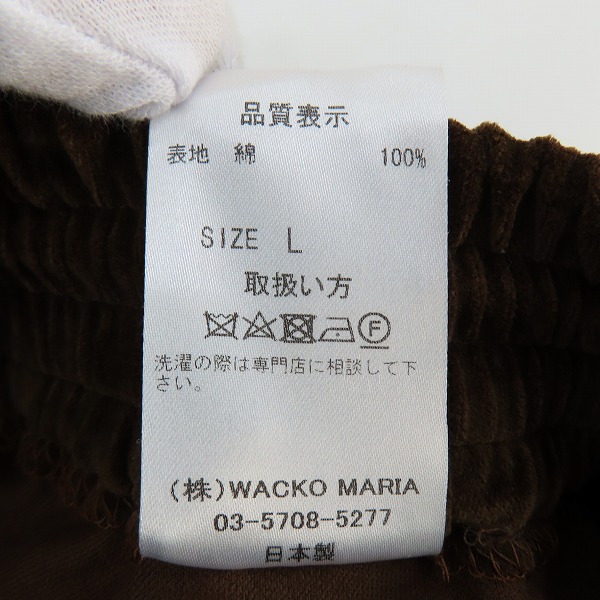 品質表示
表地 綿 100%
SIZE L
取扱い方
F
洗濯の際は専門店に相談して下
さい。
(株)WACKO MARIA
03-5708-5277
日本製